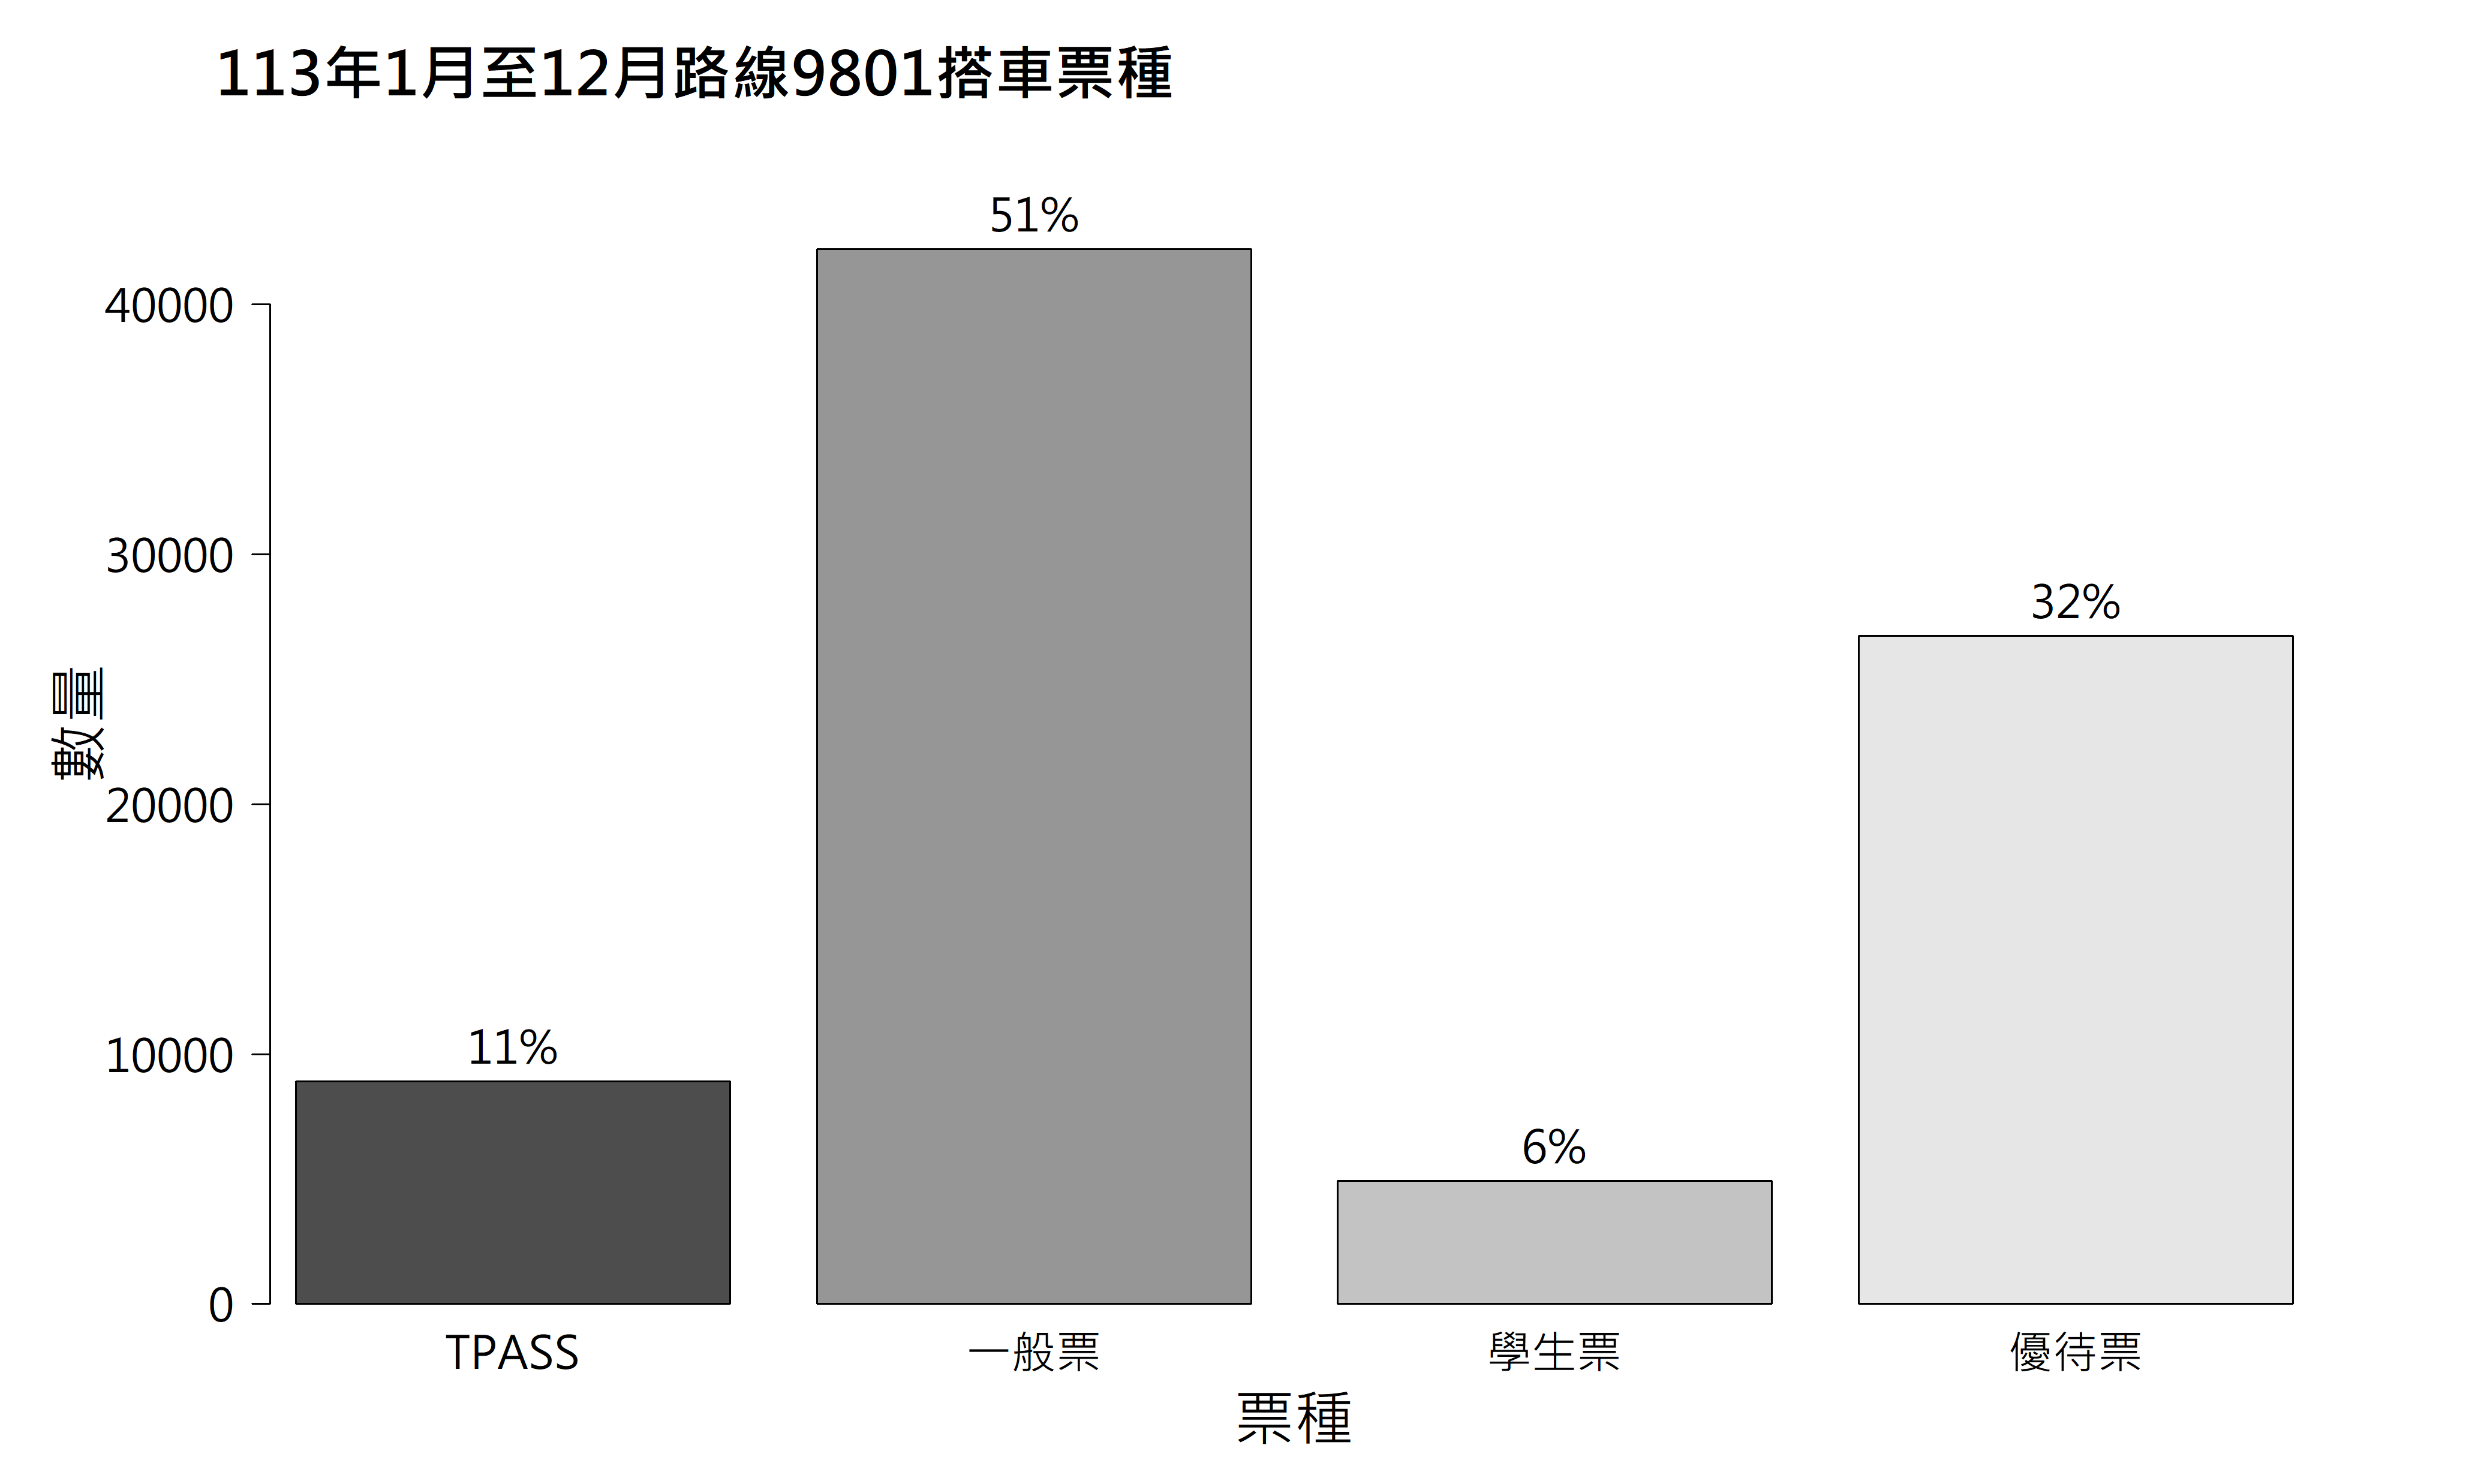 113年1月至12月路線9801搭車票種
數量
40000
30000
20000
10000
0
11%
51%
6%
32%
TPASS
一般票
學生票
優待票
票種